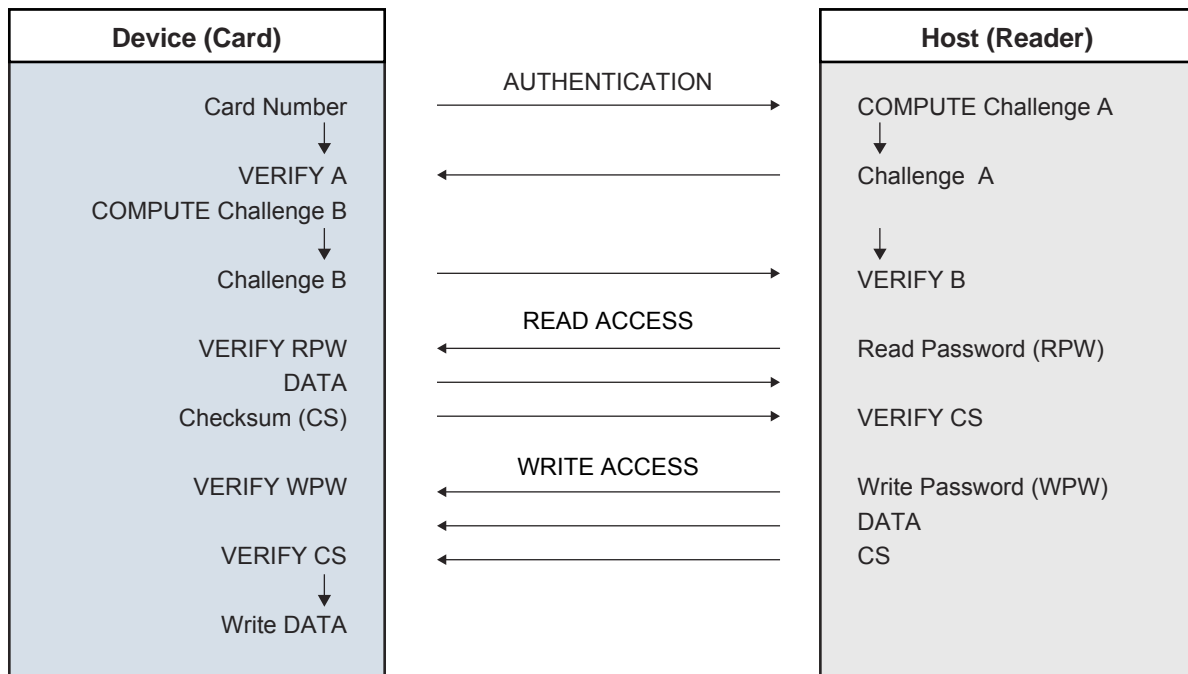 Device (Card)
Host (Reader)
AUTHENTICATION
Card Number
COMPUTE Challenge A
VERIFY A
Challenge A
COMPUTE Challenge B
Challenge B
VERIFY B
READ ACCESS
VERIFY RPW
Read Password (RPW)
DATA
Checksum (CS)
VERIFY CS
WRITE ACCESS
VERIFY WPW
Write Password (WPW)
DATA
VERIFY CS
CS
Write DATA